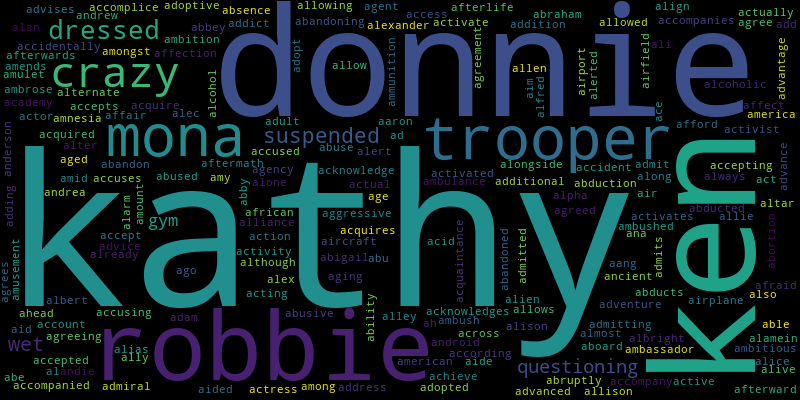 advises accomplice adoptive absence allowing agent afterlife abraham align actually
andrew abbey addict abandoning alexander access activate addition allowed accompanies agree add
alan dressed ambition donnie agreement airfield advantage
accidentally amongst adopt
afterwards affection ali
amends crazy allow ammunition allen airport alerted
amulet alcohol aim alcoholic
ambrose alternate alfred affect
academy accepts acquire ace america
actor affair alec adult aaron trooper afford activist
amnesia mona suspended ad
acquired alter accused abuse alert admit accepting advance
anderson aged abandon aftermath alongside accident
amid accuses abused amy agency acknowledge activated additional abduction along always act
adding andrea alarm amount abby alone actual ambulance air
kathy age alpha agreed abducted allie altar
african aggressive activates ken
gym alliance acquires ambushed
accept action aircraft acid acquaintance abandoned admitted ana admits abortion
advice activity
already although abigail abu aang
agrees amusement ago alex aging ancient afraid
acting alien abducts airplane also
albert adventure
ahead account accusing adam abusive ability alley acknowledges allows able
aid agreeing robbie ah ambush alison admitting albright alamein
alias android across almost ambassador ambitious
wet accepted ally american according aboard alice
abe al andie achieve aide questioning alive
accompanied admiral aided actress among address adopted abruptly advanced allison accompany active afterward